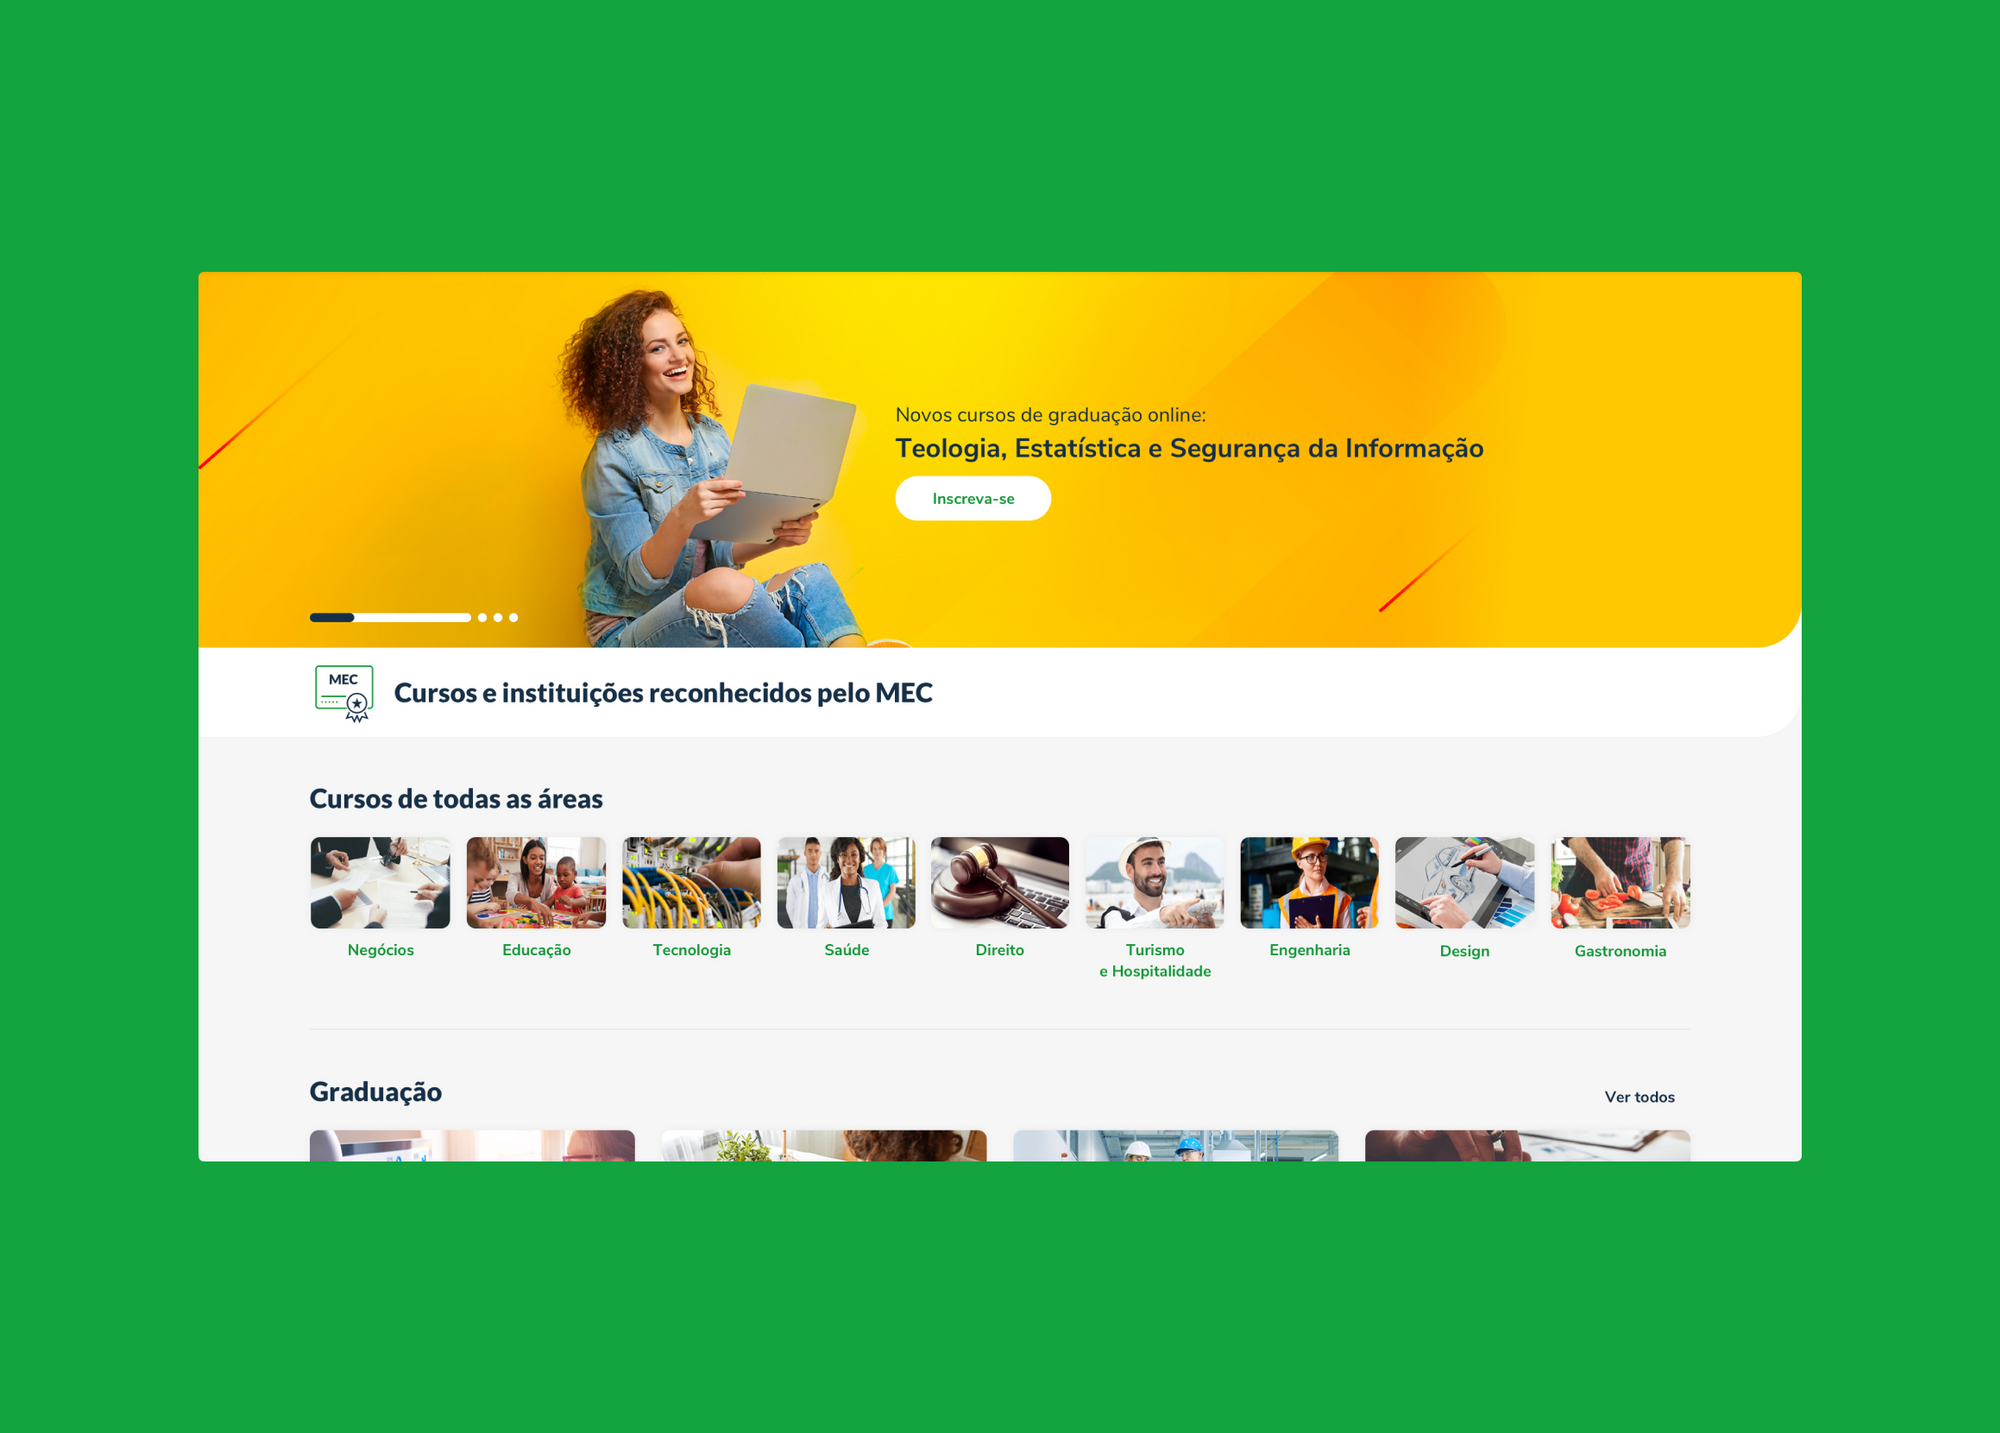 Novos cursos de graduação online:
Teologia, Estatística e Segurança da Informação
Inscreva-se
MEC
Cursos e instituições reconhecidos pelo MEC
Cursos de todas as áreas
Negócios
Educação
Tecnologia
Saúde
Direito
Turismo
e Hospitalidade
Engenharia
Design
Gastronomia
Graduação
Ver todos